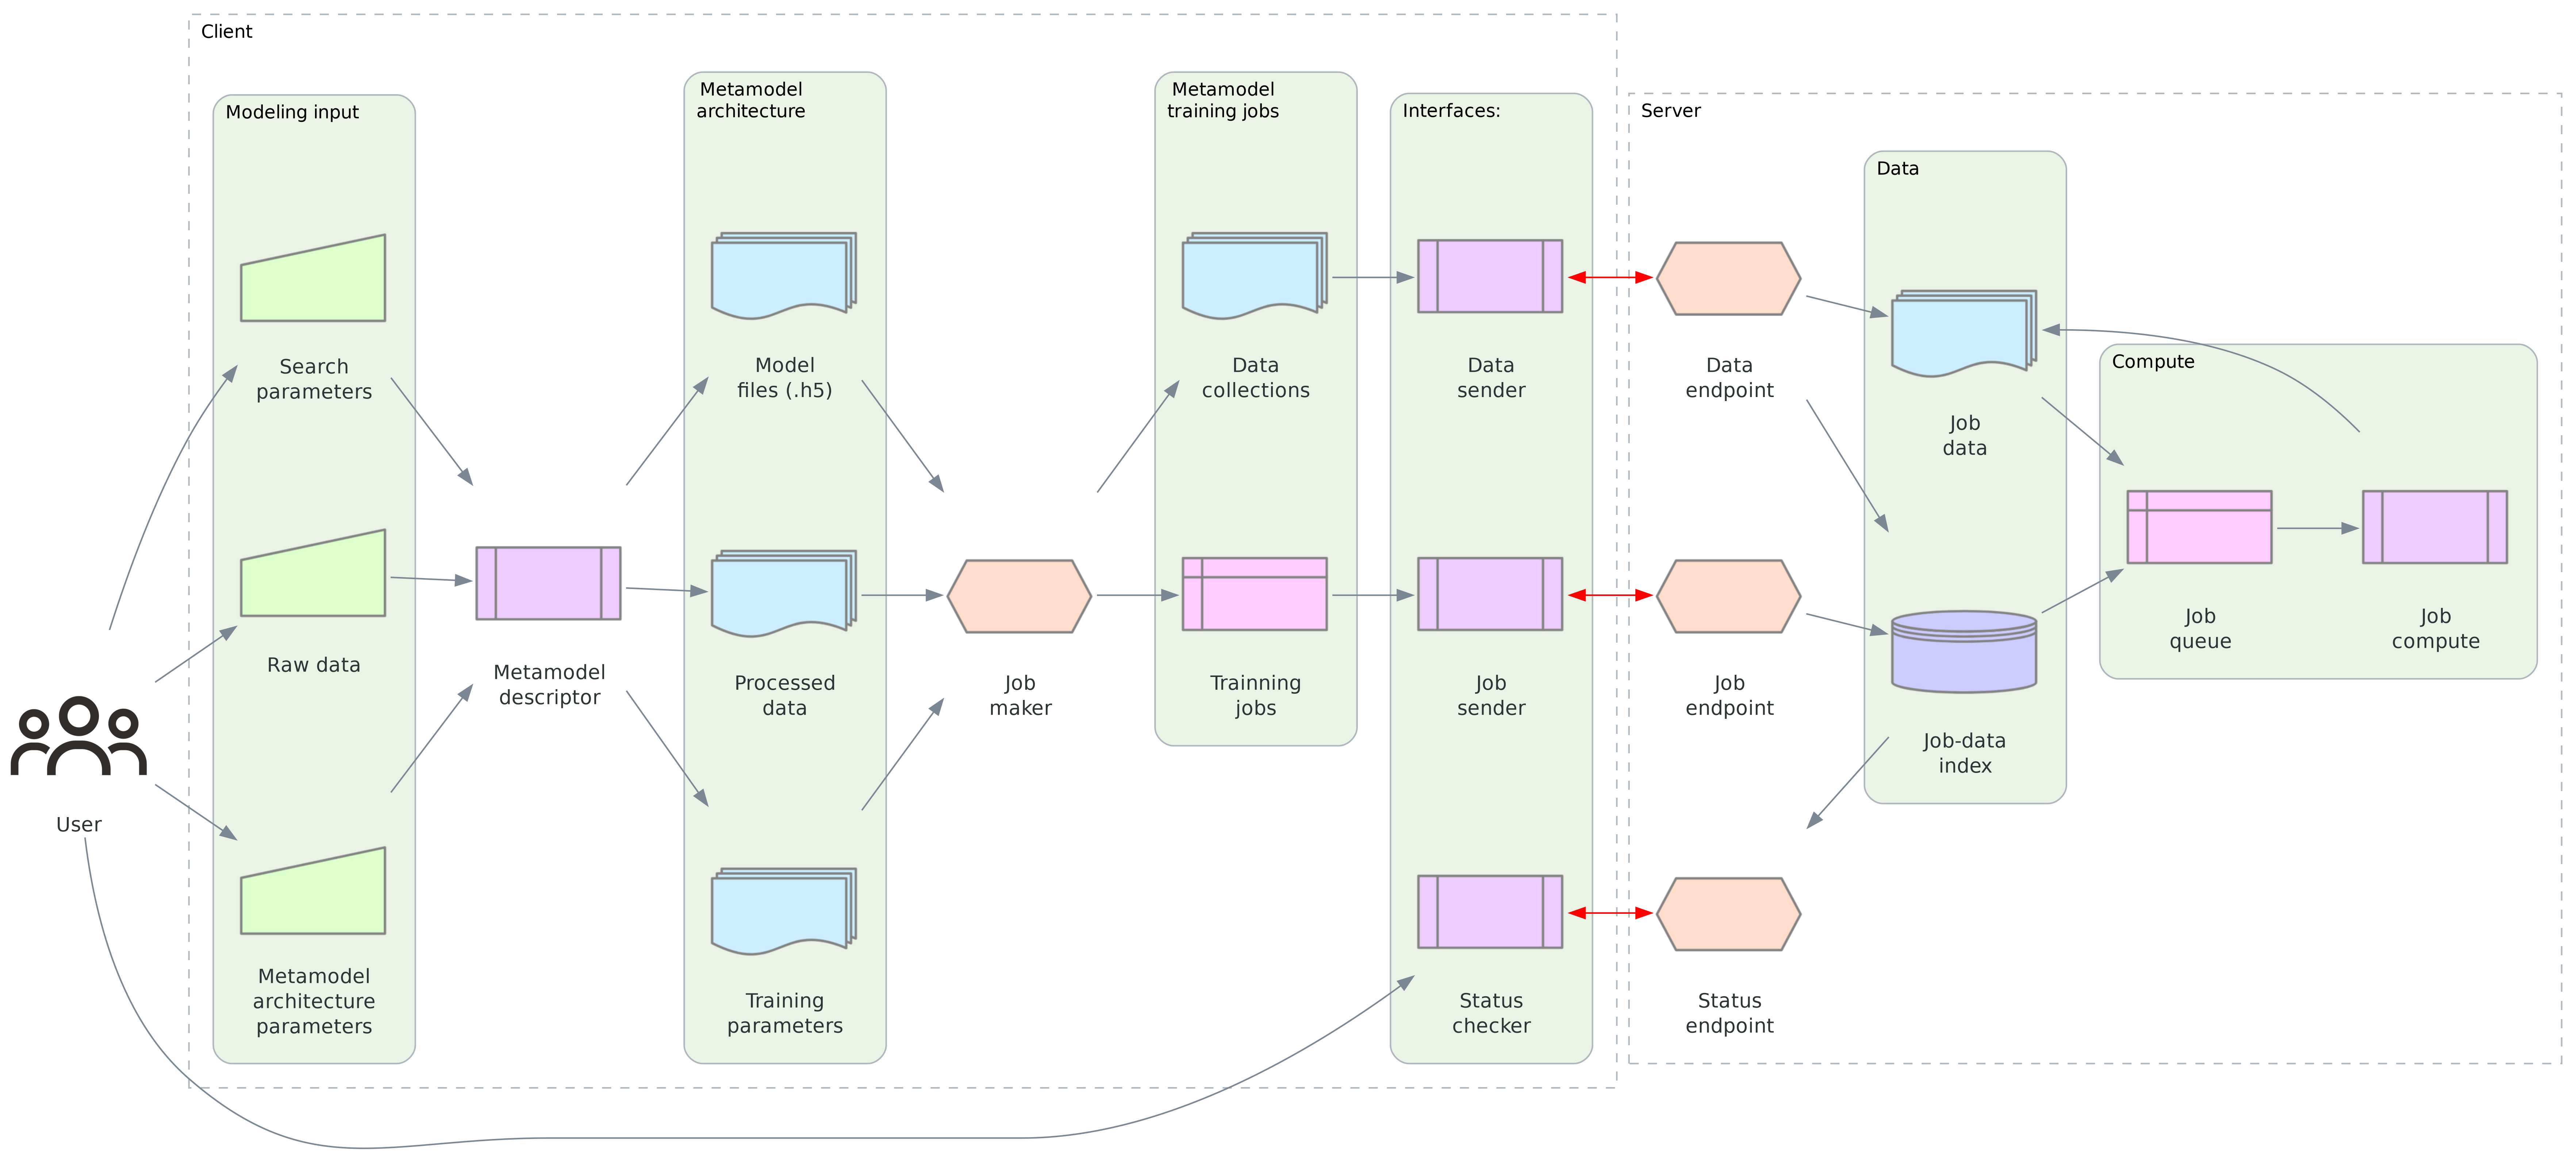 Client
Modeling input
Search
parameters
Raw data
Metamodel
architecture
parameters
User
Metamodel
descriptor
Metamodel
architecture
Model
files (.h5)
Processed
data
Training
parameters
Job
maker
Metamodel
training jobs
Data
collections
Trainning
jobs
Interfaces:
Data
sender
Job
sender
Status
checker
Server
Data
endpoint
Job
endpoint
Status
endpoint
Data
Job
data
Job-data
index
Compute
Job
queue
Job
compute